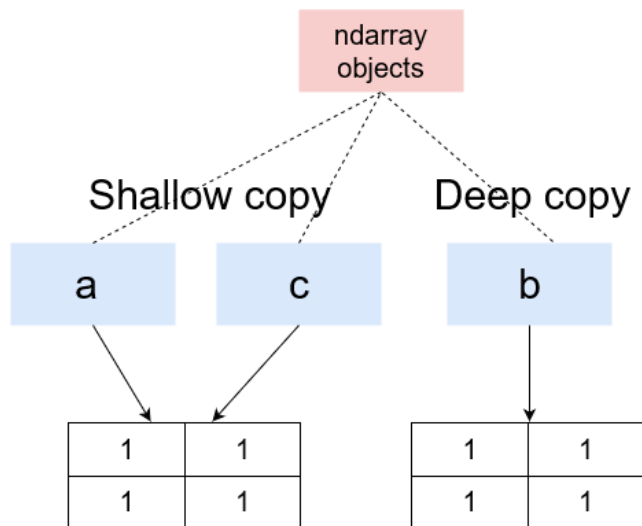 ndarray
objects
Shallow copy
Deep copy
a
c
b
1 1 1 1
1 1 1 1